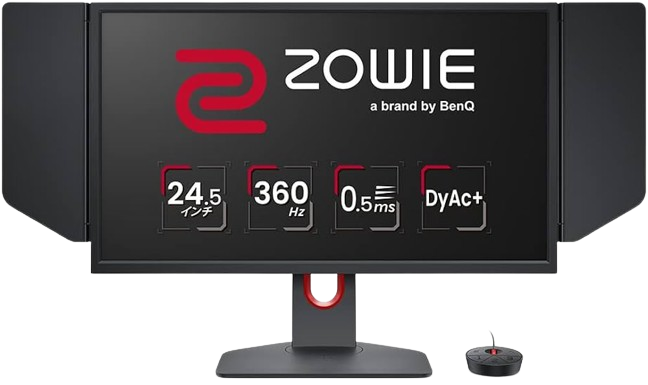 ZOWIE
a brand by BenQ
24.5
インチ
360
Hz
0.5ms
DyAc+